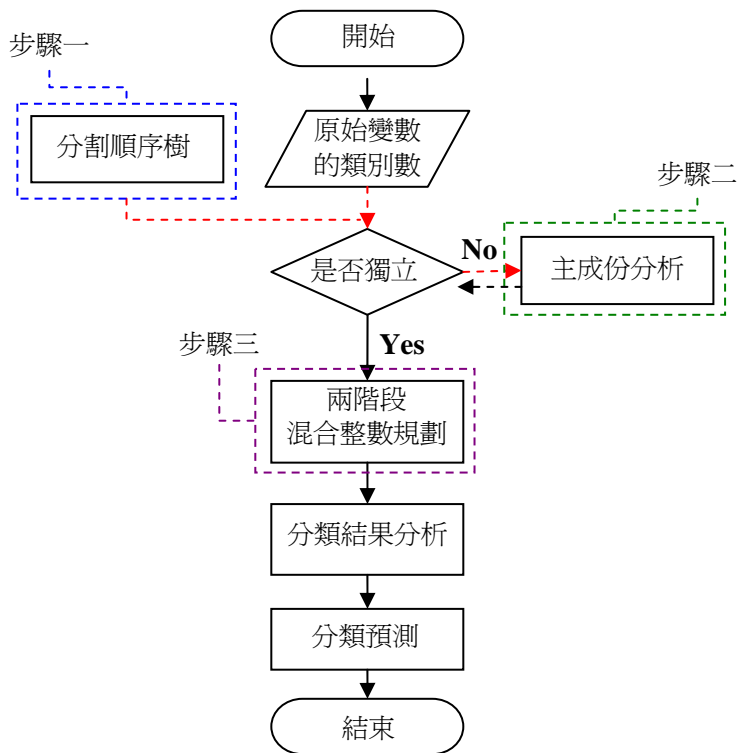 開始
步驟一
原始變數
的類別數
分割順序樹
步驟二
No
是否獨立
主成份分析
Yes
步驟三
兩階段
混合整數規劃
分類結果分析
分類預測
結束